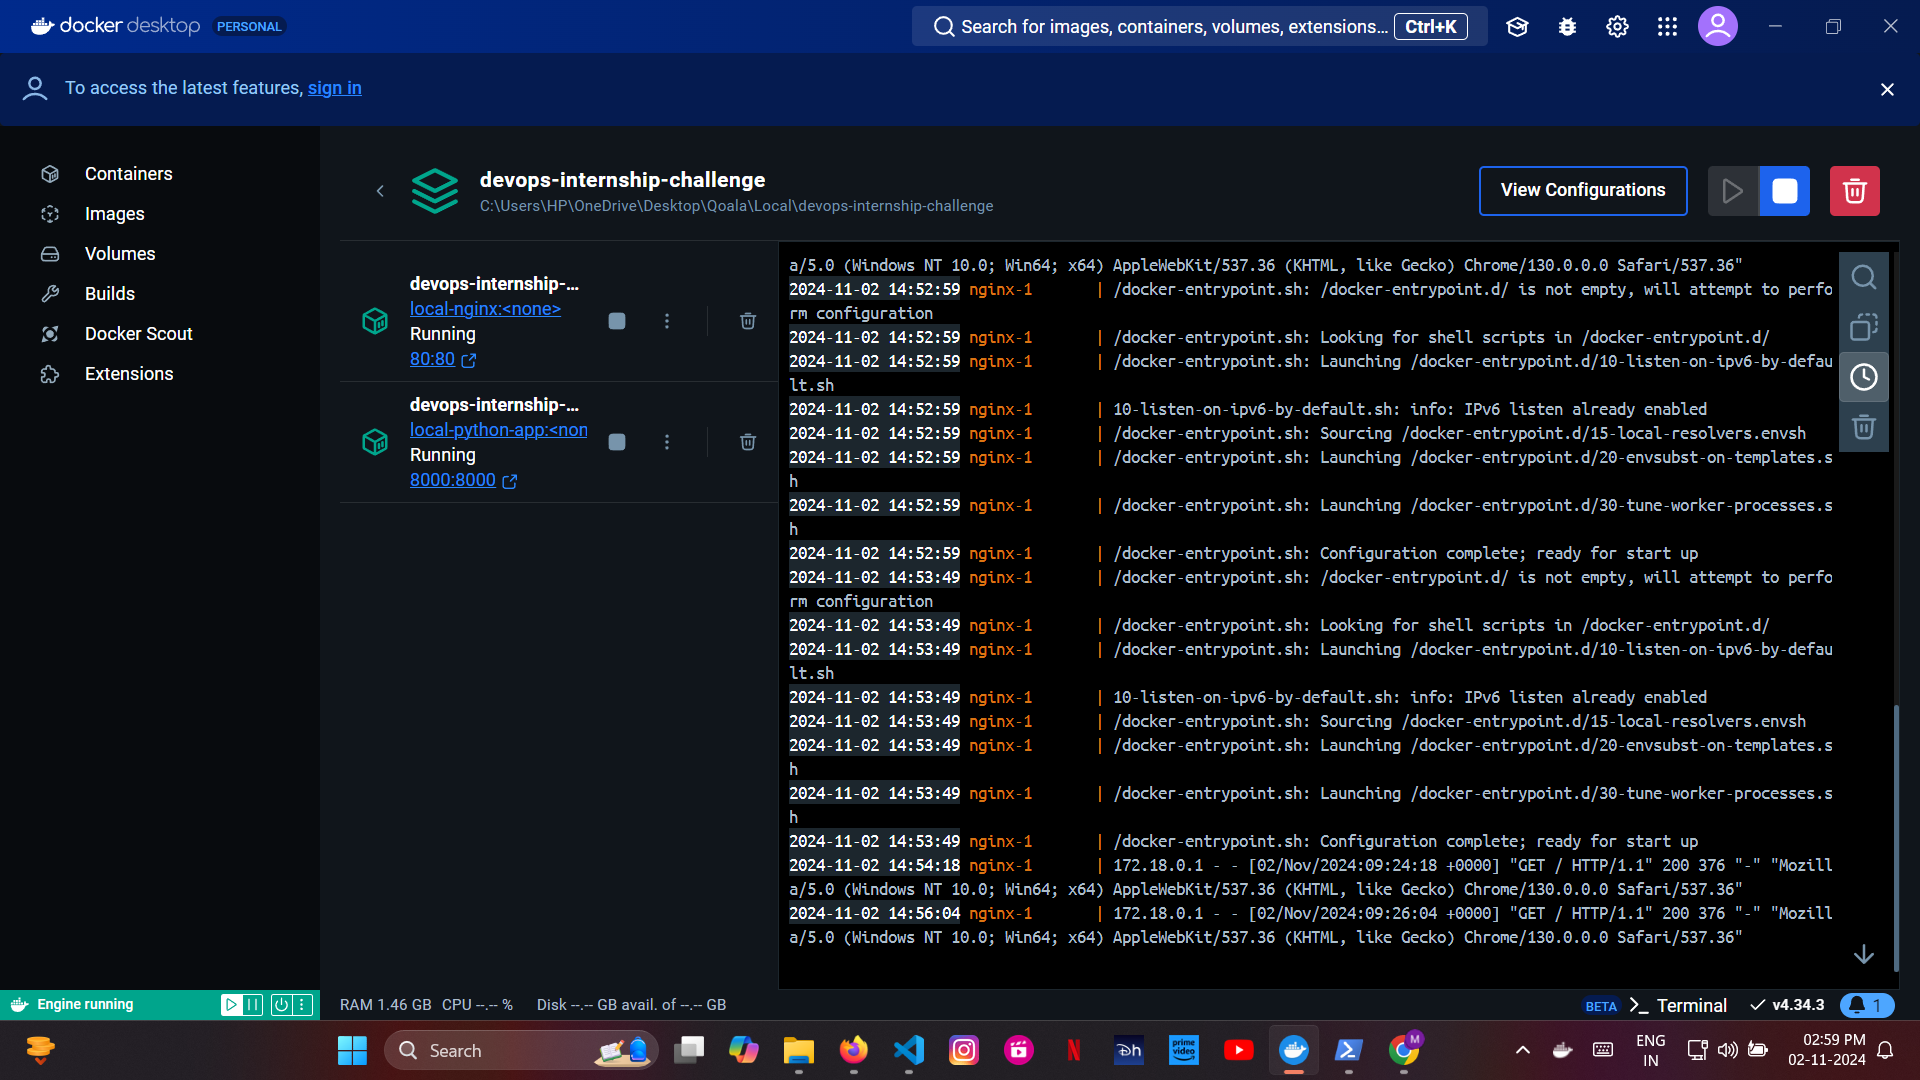 docker desktop PERSONAL
Search for images, containers, volumes, extensions... Ctrl+K
To access the latest features, sign in
Containers
Images
Volumes
Builds
Docker Scout
Extensions
devops-internship-challenge
C:\Users\HP\OneDrive\Desktop\Qoala\Local\devops-internship-challenge
View Configurations
devops-internship-...
local-nginx:<none>
Running
80:80
devops-internship-...
local-python-app:<non
Running
8000:8000
a/5.0 (Windows NT 10.0; Win64; x64) AppleWebKit/537.36 (KHTML, like Gecko) Chrome/130.0.0.0 Safari/537.36"
2024-11-02 14:52:59 nginx-1 | /docker-entrypoint.sh: /docker-entrypoint.d/ is not empty, will attempt to perfo
rm configuration
2024-11-02 14:52:59 nginx-1 | /docker-entrypoint.sh: Looking for shell scripts in /docker-entrypoint.d/
2024-11-02 14:52:59 nginx-1 | /docker-entrypoint.sh: Launching /docker-entrypoint.d/10-listen-on-ipv6-by-defau
lt.sh
2024-11-02 14:52:59 nginx-1 | 10-listen-on-ipv6-by-default.sh: info: IPv6 listen already enabled
2024-11-02 14:52:59 nginx-1 | /docker-entrypoint.sh: Sourcing /docker-entrypoint.d/15-local-resolvers.envsh
2024-11-02 14:52:59 nginx-1 | /docker-entrypoint.sh: Launching /docker-entrypoint.d/20-envsubst-on-templates.s
h
2024-11-02 14:52:59 nginx-1 | /docker-entrypoint.sh: Launching /docker-entrypoint.d/30-tune-worker-processes.s
h
2024-11-02 14:52:59 nginx-1 | /docker-entrypoint.sh: Configuration complete; ready for start up
2024-11-02 14:53:49 nginx-1 | /docker-entrypoint.sh: /docker-entrypoint.d/ is not empty, will attempt to perfo
rm configuration
2024-11-02 14:53:49 nginx-1 | /docker-entrypoint.sh: Looking for shell scripts in /docker-entrypoint.d/
2024-11-02 14:53:49 nginx-1 | /docker-entrypoint.sh: Launching /docker-entrypoint.d/10-listen-on-ipv6-by-defau
lt.sh
2024-11-02 14:53:49 nginx-1 | 10-listen-on-ipv6-by-default.sh: info: IPv6 listen already enabled
2024-11-02 14:53:49 nginx-1 | /docker-entrypoint.sh: Sourcing /docker-entrypoint.d/15-local-resolvers.envsh
2024-11-02 14:53:49 nginx-1 | /docker-entrypoint.sh: Launching /docker-entrypoint.d/20-envsubst-on-templates.s
h
2024-11-02 14:53:49 nginx-1 | /docker-entrypoint.sh: Launching /docker-entrypoint.d/30-tune-worker-processes.s
h
2024-11-02 14:53:49 nginx-1 | /docker-entrypoint.sh: Configuration complete; ready for start up
2024-11-02 14:54:18 nginx-1 | 172.18.0.1 - - [02/Nov/2024:09:24:18 +0000] "GET / HTTP/1.1" 200 376 "-" "Mozill
a/5.0 (Windows NT 10.0; Win64; x64) AppleWebKit/537.36 (KHTML, like Gecko) Chrome/130.0.0.0 Safari/537.36"
2024-11-02 14:56:04 nginx-1 | 172.18.0.1 - - [02/Nov/2024:09:26:04 +0000] "GET / HTTP/1.1" 200 376 "-" "Mozill
a/5.0 (Windows NT 10.0; Win64; x64) AppleWebKit/537.36 (KHTML, like Gecko) Chrome/130.0.0.0 Safari/537.36"
Engine running
RAM 1.46 GB CPU --.-- % Disk --.-- GB avail. of --.-- GB
BETA Terminal v4.34.3 1
Search
prime video
M
ENG
IN
02:59 PM
02-11-2024